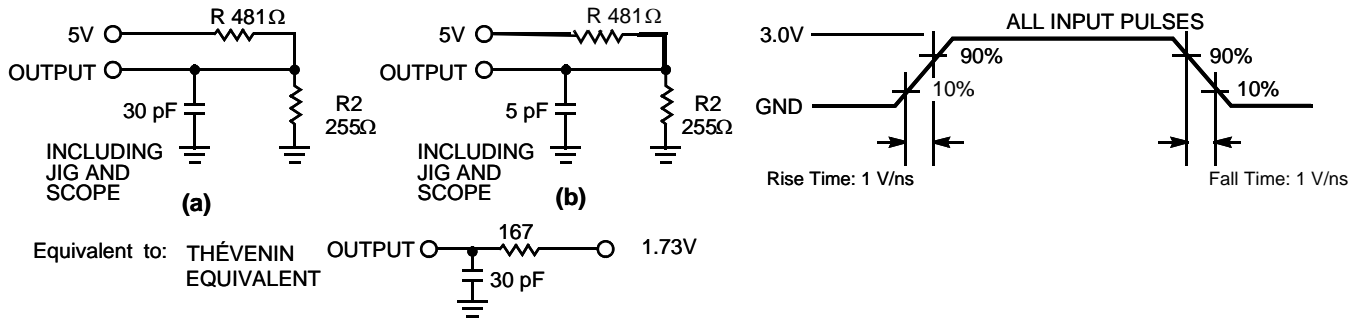 R 481Ω
5V
OUTPUT
30 pF
R2
255Ω
INCLUDING
JIG AND
SCOPE
(a)
R 481Ω
5V
OUTPUT
5 pF
R2
255Ω
INCLUDING
JIG AND
SCOPE
(b)
ALL INPUT PULSES
3.0V
90%
90%
10%
10%
GND
Rise Time: 1 V/ns
Fall Time: 1 V/ns
Equivalent to:
THÉVENIN
EQUIVALENT
OUTPUT
167
1.73V
30 pF